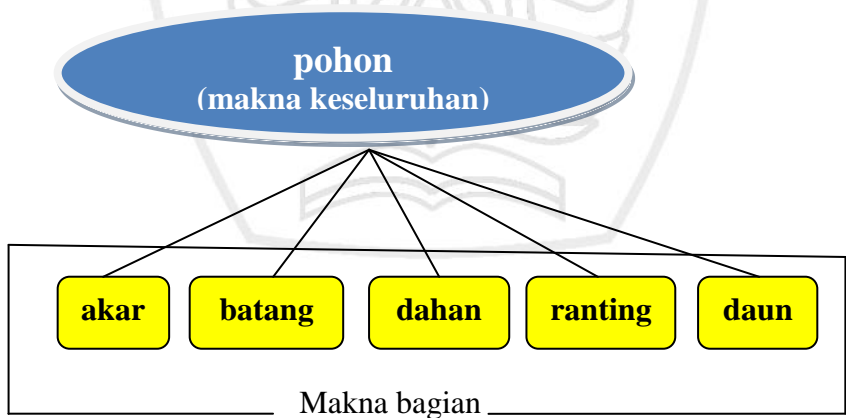 pohon
(makna keseluruhan)
akar batang dahan ranting daun
Makna bagian